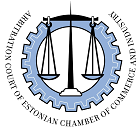 ARBITRATION COURT OF ESTONIAN CHAMBER OF COMMERCE AND INDUSTRY